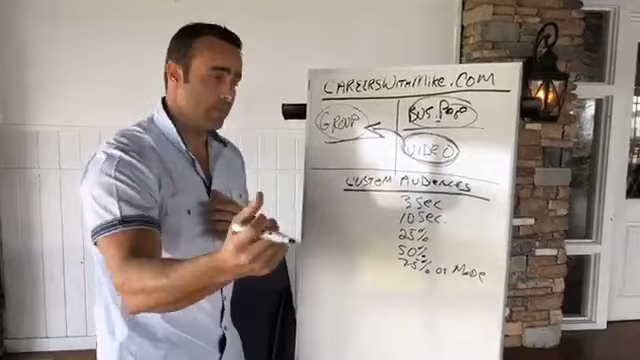 CAREERSWITHMIKE.COM
GROUP
BUS. PAGE
VIDEO
CUSTOM AUDIENCES
3 SEC
10 SEC.
25%
50%
75% OR MORE